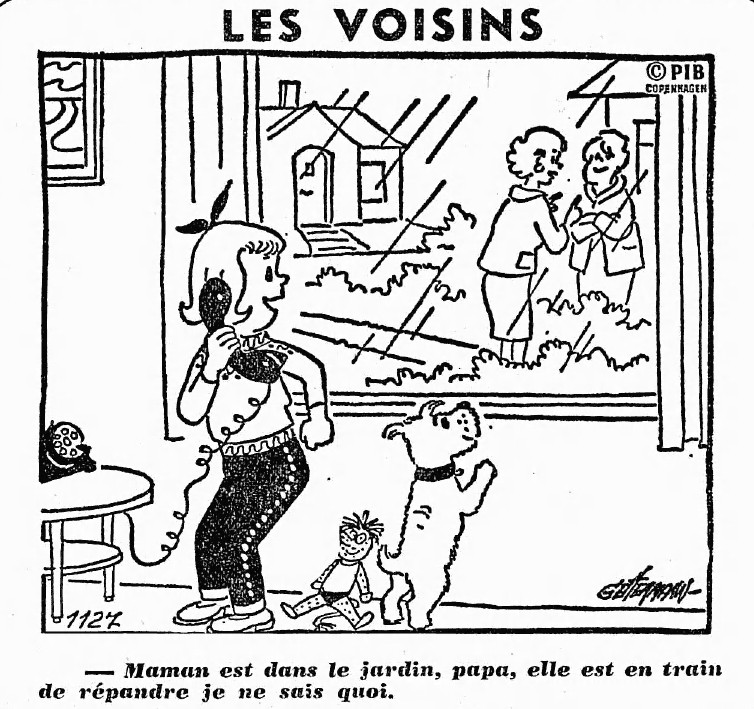 LES VOISINS
© PIB
COPENHAGEN
1127
— Maman est dans le jardin, papa, elle est en train
de répandre je ne sais quoi.